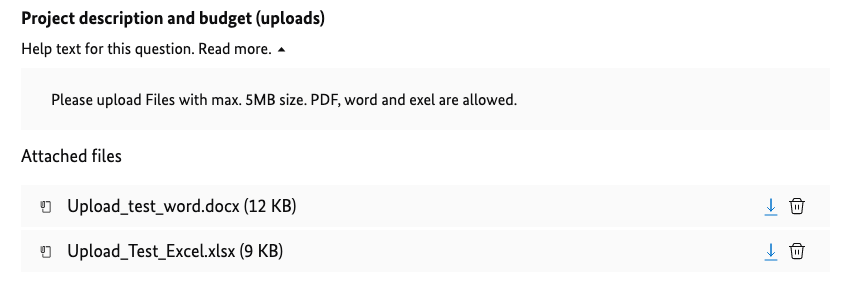 Project description and budget (uploads)
Help text for this question. Read more.
Please upload Files with max. 5MB size. PDF, word and exel are allowed.
Attached files
Upload_test_word.docx (12 KB)
Upload_Test_Excel.xlsx (9 KB)